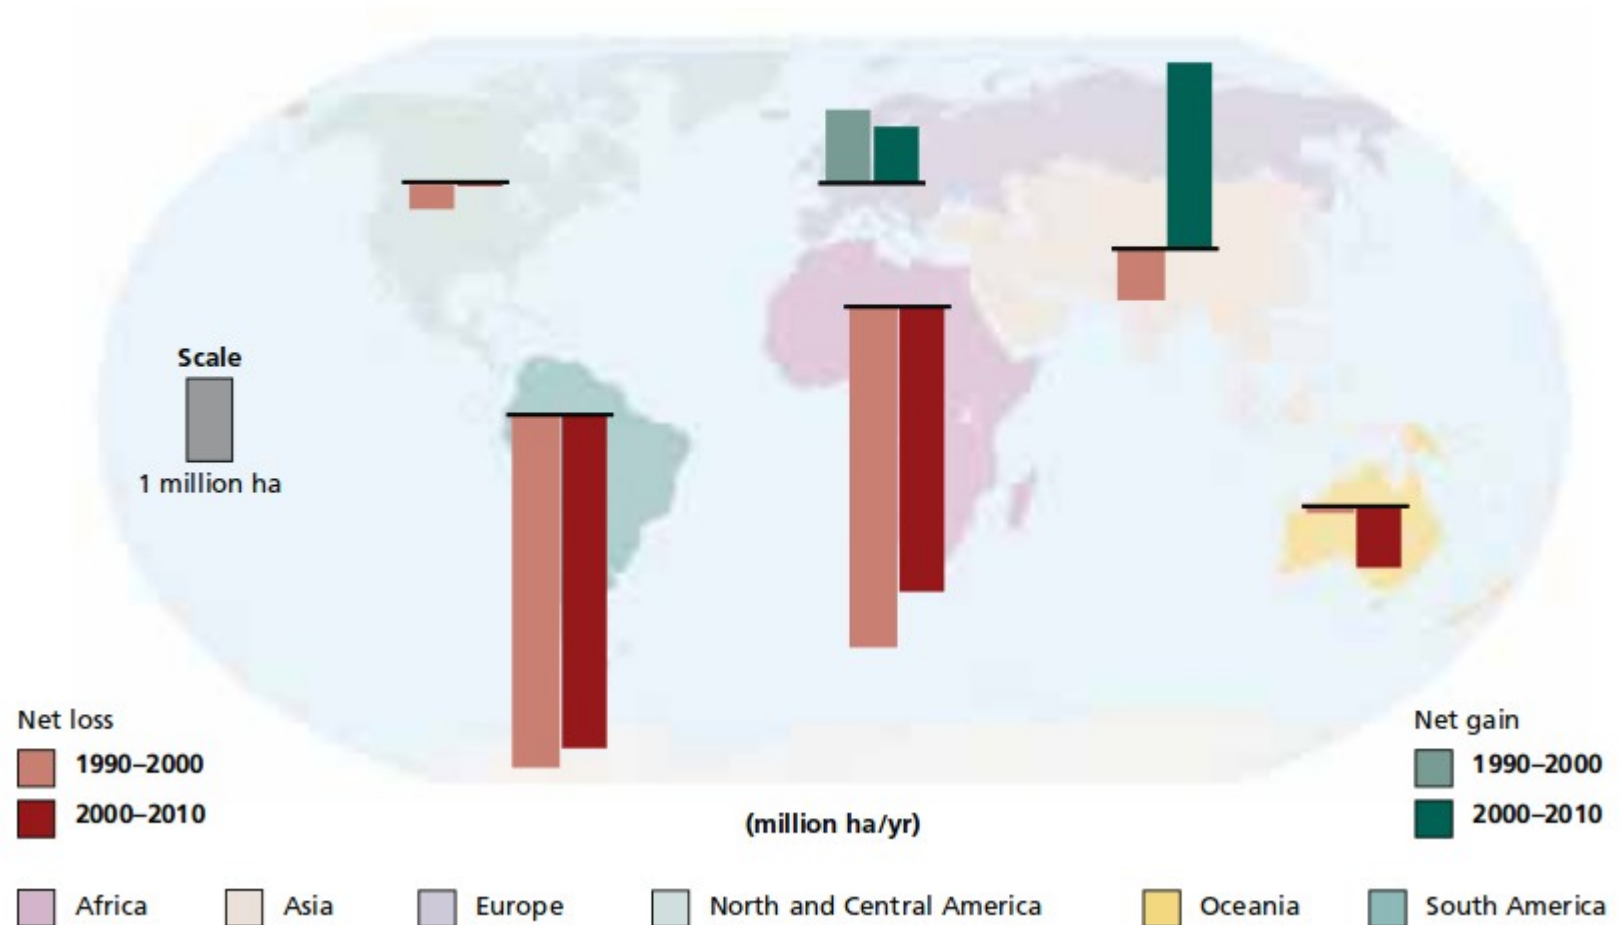 Scale
1 million ha
Net loss
1990–2000
2000–2010
(million ha/yr)
Net gain
1990–2000
2000–2010
Africa
Asia
Europe
North and Central America
Oceania
South America